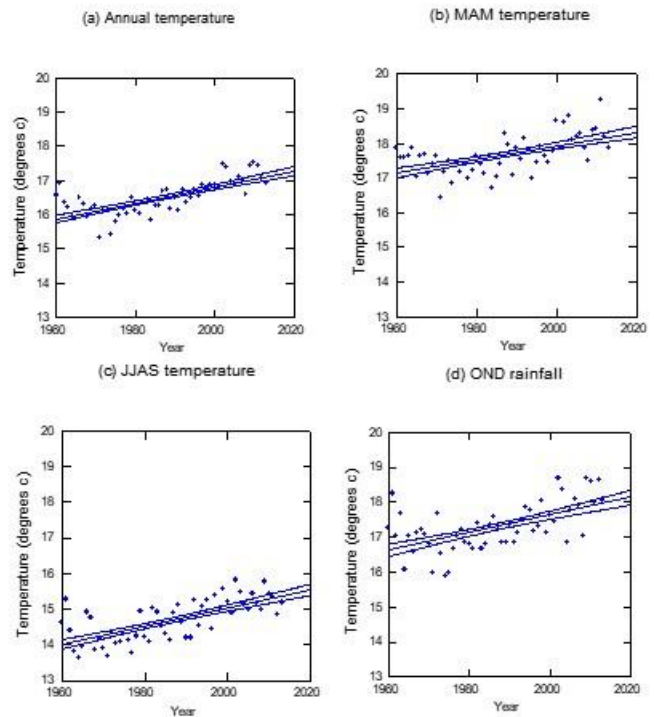 (a) Annual temperature
(b) MAM temperature
20
19
18
17
16
15
14
13
Temperature (degrees c)
1960 1980 2000 2020
Year
20
19
18
17
16
15
14
13
Temperature (degrees c)
1960 1980 2000 2020
Year
(c) JJAS temperature
(d) OND rainfall
20
19
18
17
16
15
14
13
Temperature (degrees c)
1960 1980 2000 2020
Year
20
19
18
17
16
15
14
13
Temperature (degrees c)
1960 1980 2000 2020
Year